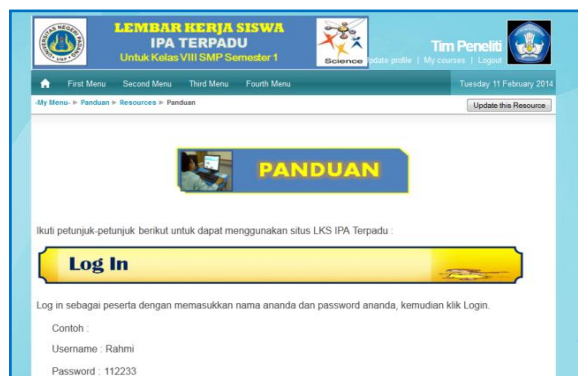 LEMBAR KERJA SISWA
IPA TERPADU
Untuk Kelas VIII SMP Semester 1
Science
Tim Peneliti
Update profile | My courses | Logout
First Menu Second Menu Third Menu Fourth Menu Tuesday 11 February 2014
-My Menu- ► Panduan ► Resources ► Panduan
Update this Resource
PANDUAN
Ikuti petunjuk-petunjuk berikut untuk dapat menggunakan situs LKS IPA Terpadu :
Log In
Log in sebagai peserta dengan memasukkan nama ananda dan password ananda, kemudian klik Login.
Contoh :
Username : Rahmi
Password : 112233